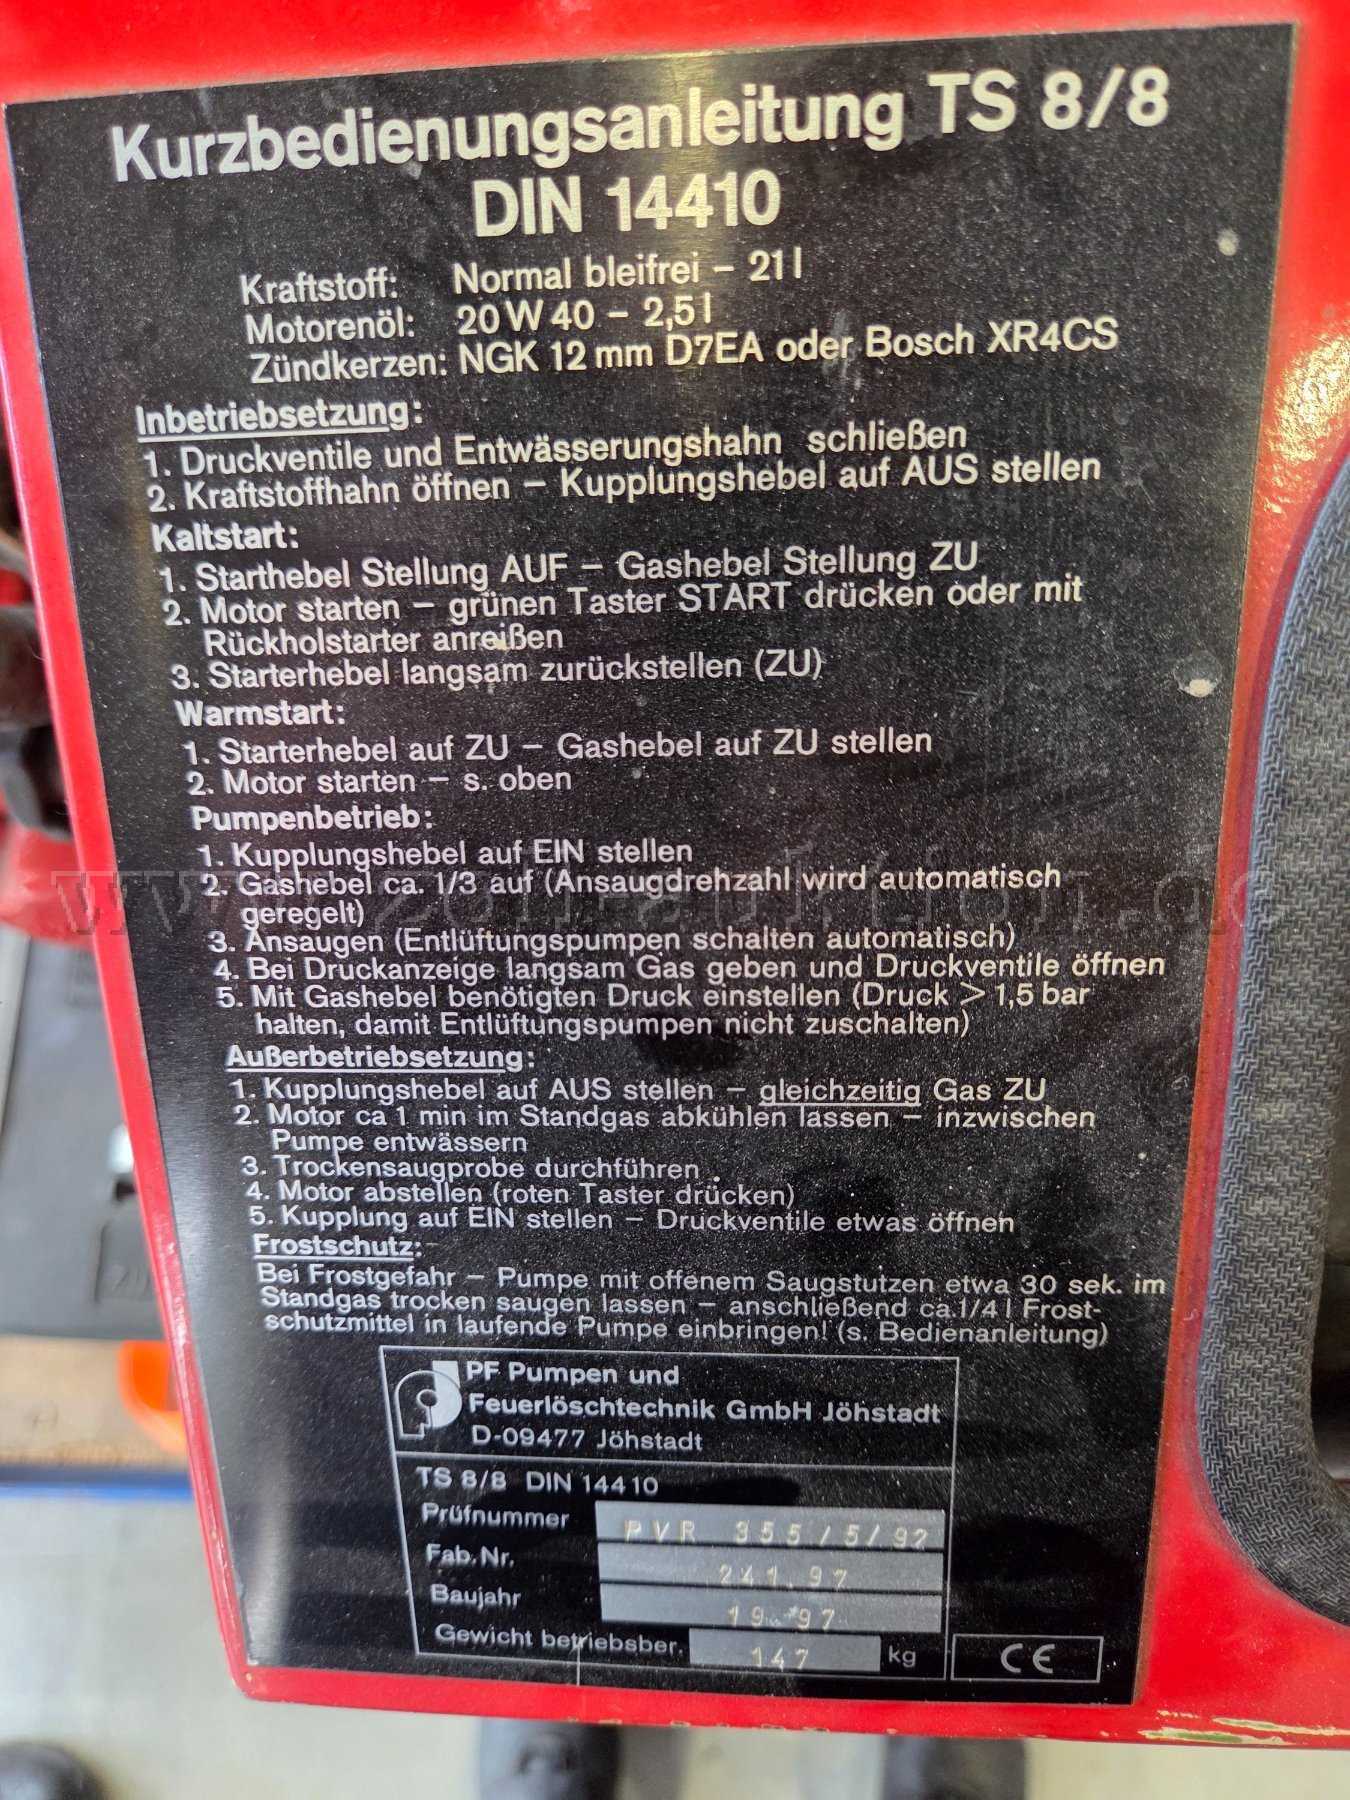 Kurzbedienungsanleitung TS 8/8
DIN 14410
Kraftstoff: Normal bleifrei – 21 l
Motorenöl: 20 W 40 – 2,5 l
Zündkerzen: NGK 12 mm D7EA oder Bosch XR4CS
Inbetriebsetzung:
1. Druckventile und Entwässerungshahn schließen
2. Kraftstoffhahn öffnen – Kupplungshebel auf AUS stellen
Kaltstart:
1. Starthebel Stellung AUF – Gashebel Stellung ZU
2. Motor starten – grünen Taster START drücken oder mit
Rückholstarter anreißen
3. Starterhebel langsam zurückstellen (ZU)
Warmstart:
1. Starterhebel auf ZU – Gashebel auf ZU stellen
2. Motor starten – s. oben
Pumpenbetrieb:
1. Kupplungshebel auf EIN stellen
2. Gashebel ca. 1/3 auf (Ansaugdrehzahl wird automatisch
geregelt)
3. Ansaugen (Entlüftungspumpen schalten automatisch)
4. Bei Druckanzeige langsam Gas geben und Druckventile öffnen
5. Mit Gashebel benötigten Druck einstellen (Druck > 1,5 bar
halten, damit Entlüftungspumpen nicht zuschalten)
Außerbetriebsetzung:
1. Kupplungshebel auf AUS stellen – gleichzeitig Gas ZU
2. Motor ca 1 min im Standgas abkühlen lassen – inzwischen
Pumpe entwässern
3. Trockensaugprobe durchführen
4. Motor abstellen (roten Taster drücken)
5. Kupplung auf EIN stellen – Druckventile etwas öffnen
Frostschutz:
Bei Frostgefahr – Pumpe mit offenem Saugstutzen etwa 30 sek. im
Standgas trocken saugen lassen – anschließend ca. 1/4 l Frost-
schutzmittel in laufende Pumpe einbringen! (s. Bedienanleitung)
PF Pumpen und
Feuerlöschtechnik GmbH Jöhstadt
D-09477 Jöhstadt
TS 8/8 DIN 14410
Prüfnummer PVR 355/5/92
Fab.Nr. 241.97
Baujahr 19 97
Gewicht betriebsber. 147 kg
CE
www.zoll-auktion.de